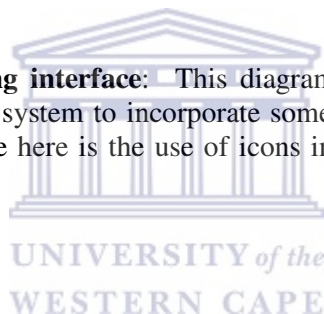 ng interface: This diagram
system to incorporate some
e here is the use of icons in
UNIVERSITY of the
WESTERN CAPE